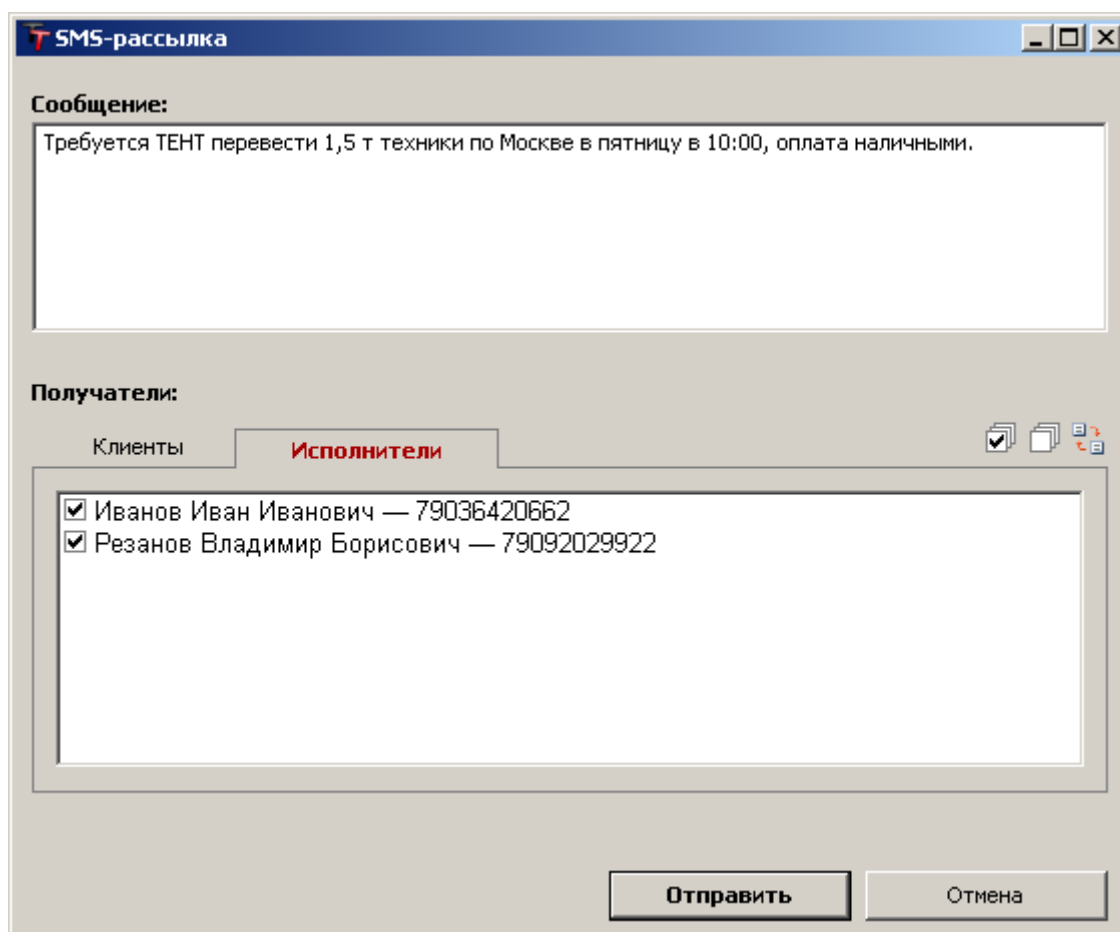 SMS-рассылка
Сообщение:
Требуется ТЕНТ перевести 1,5 т техники по Москве в пятницу в 10:00, оплата наличными.
Получатели:
Клиенты
Исполнители
Иванов Иван Иванович — 79036420662
Резанов Владимир Борисович — 79092029922
Отправить
Отмена